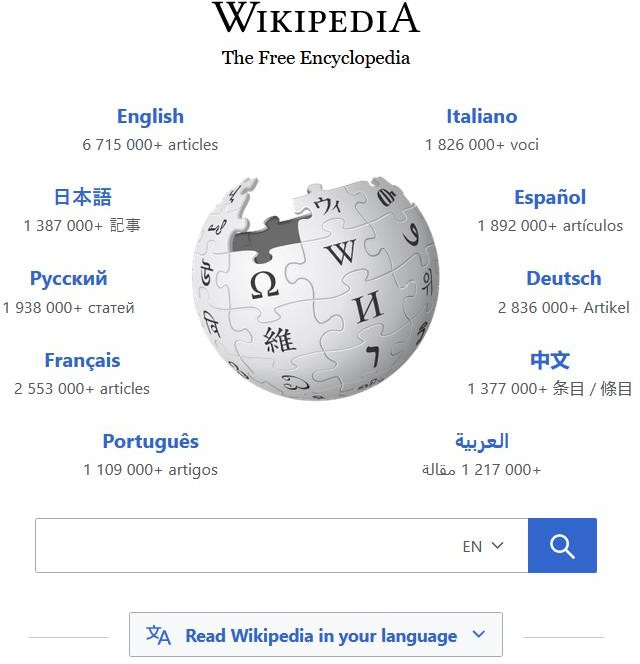 WIKIPEDIA
The Free Encyclopedia
English
6 715 000+ articles
Italiano
1 826 000+ voci
日本語
1 387 000+ 記事
Español
1 892 000+ artículos
Русский
1 938 000+ статей
Deutsch
2 836 000+ Artikel
Français
2 553 000+ articles
中文
1 377 000+ 条目 / 條目
Português
1 109 000+ artigos
العربية
1 217 000+ مقالة
ウィ
W
Ω
И
維
위
EN
文A Read Wikipedia in your language